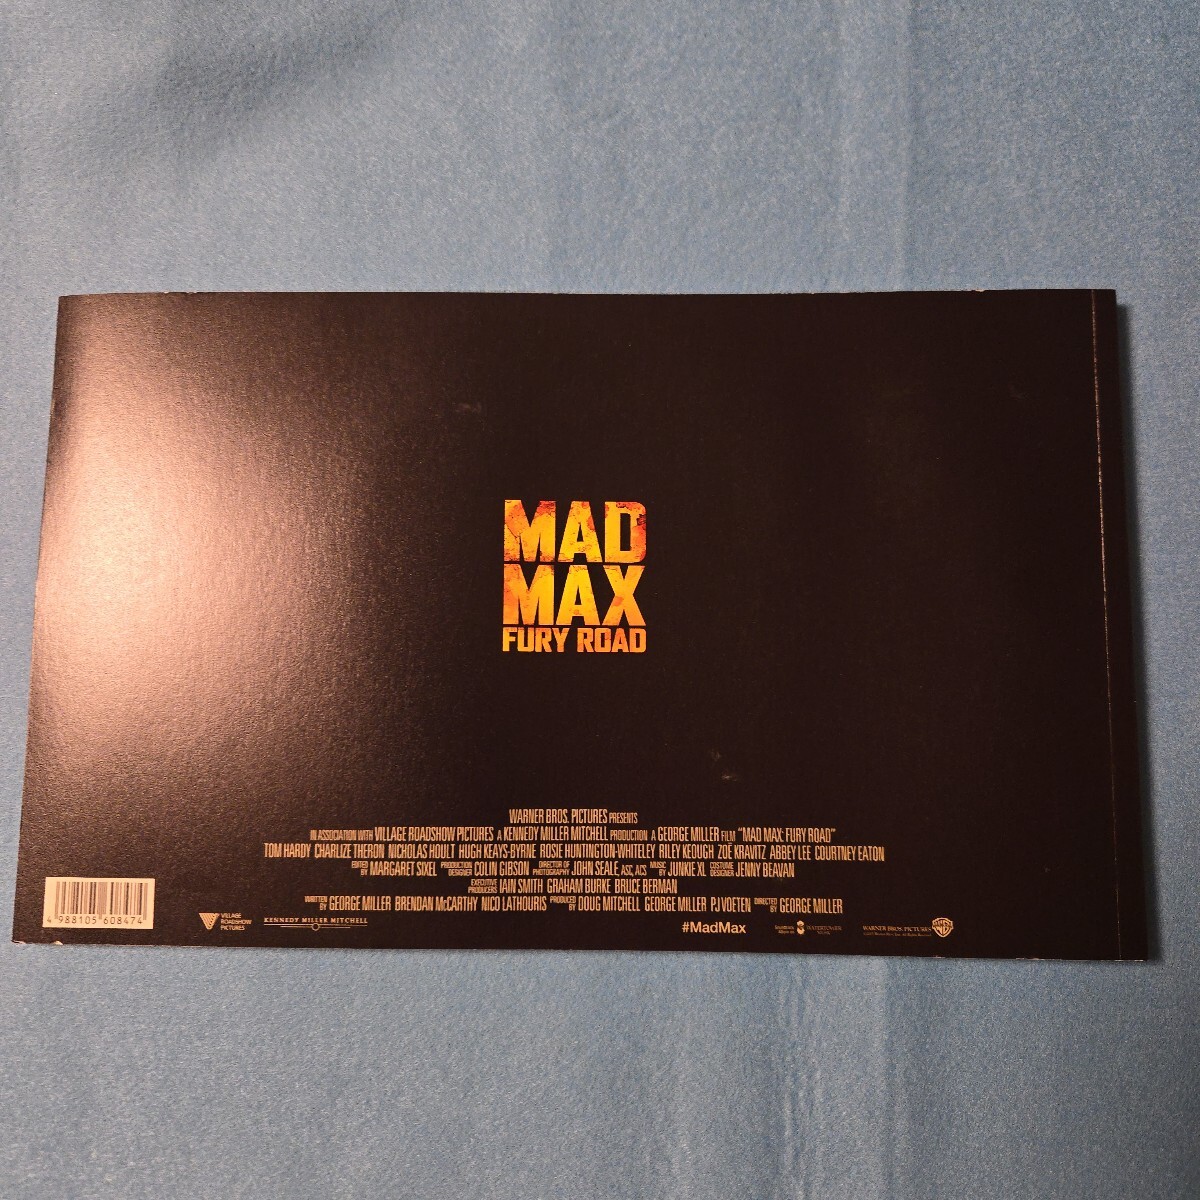 MAD
MAX
FURY ROAD
WARNER BROS. PICTURES PRESENTS
IN ASSOCIATION WITH VILLAGE ROADSHOW PICTURES A KENNEDY MILLER MITCHELL PRODUCTION A GEORGE MILLER FILM "MAD MAX: FURY ROAD"
TOM HARDY CHARLIZE THERON NICHOLAS HOULT HUGH KEAYS-BYRNE ROSIE HUNTINGTON-WHITELEY RILEY KEOUGH ZOË KRAVITZ ABBEY LEE COURTNEY EATON
EDITED BY MARGARET SIXEL PRODUCTION DESIGNER COLIN GIBSON DIRECTOR OF PHOTOGRAPHY JOHN SEALE, ASC, ACS MUSIC BY JUNKIE XL COSTUME DESIGNER JENNY BEAVAN
EXECUTIVE PRODUCERS IAIN SMITH GRAHAM BURKE BRUCE BERMAN
WRITTEN BY GEORGE MILLER BRENDAN McCARTHY NICO LATHOURIS PRODUCED BY DOUG MITCHELL GEORGE MILLER PJ VOETEN DIRECTED BY GEORGE MILLER
4 988105 608474
VILLAGE
ROADSHOW
PICTURES
KENNEDY MILLER MITCHELL
#MadMax
WARNER BROS. PICTURES
WB